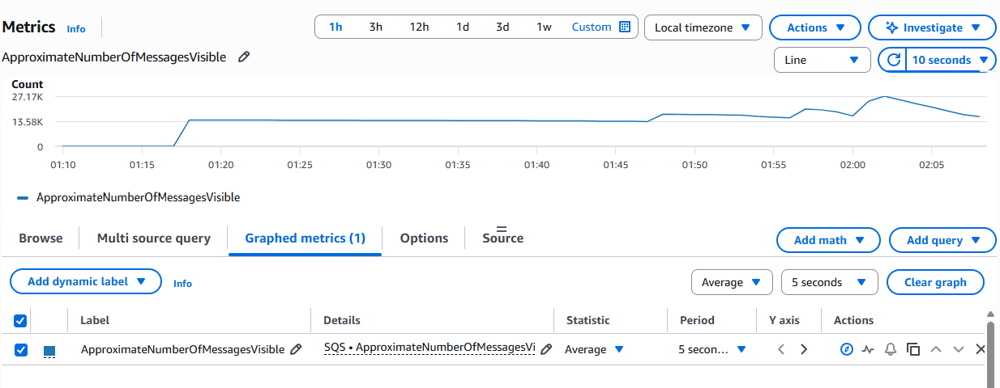 Metrics Info 1h 3h 12h 1d 3d 1w Custom Local timezone Actions Investigate
ApproximateNumberOfMessagesVisible Line 10 seconds
Count
27.17K
13.58K
0
01:10 01:15 01:20 01:25 01:30 01:35 01:40 01:45 01:50 01:55 02:00 02:05
ApproximateNumberOfMessagesVisible
Browse Multi source query Graphed metrics (1) Options Source Add math Add query
Add dynamic label Info Average 5 seconds Clear graph
Label Details Statistic Period Y axis Actions
ApproximateNumberOfMessagesVisible SQS • ApproximateNumberOfMessagesVi Average 5 secon...